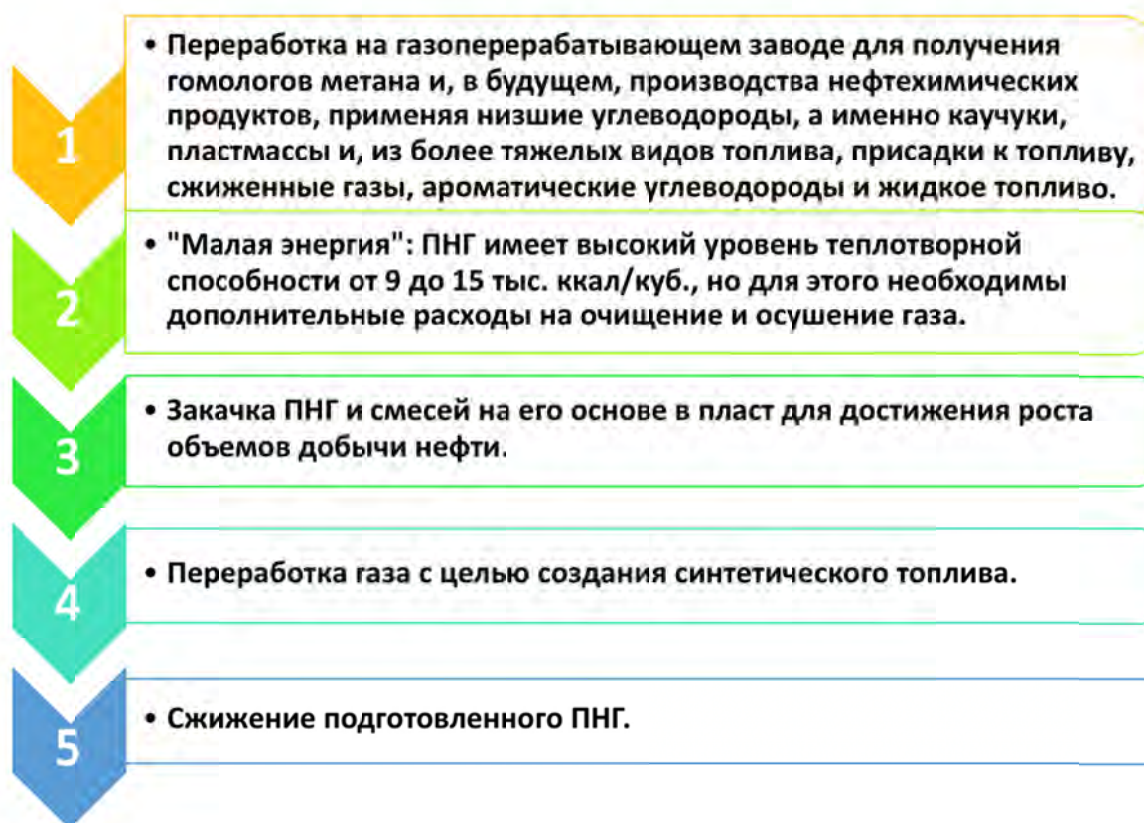 1
• Переработка на газоперерабатывающем заводе для получения
гомологов метана и, в будущем, производства нефтехимических
продуктов, применяя низшие углеводороды, а именно каучуки,
пластмассы и, из более тяжелых видов топлива, присадки к топливу,
сжиженные газы, ароматические углеводороды и жидкое топливо.
2
• "Малая энергия": ПНГ имеет высокий уровень теплотворной
способности от 9 до 15 тыс. ккал/куб., но для этого необходимы
дополнительные расходы на очищение и осушение газа.
3
• Закачка ПНГ и смесей на его основе в пласт для достижения роста
объемов добычи нефти.
4
• Переработка газа с целью создания синтетического топлива.
5
• Сжижение подготовленного ПНГ.